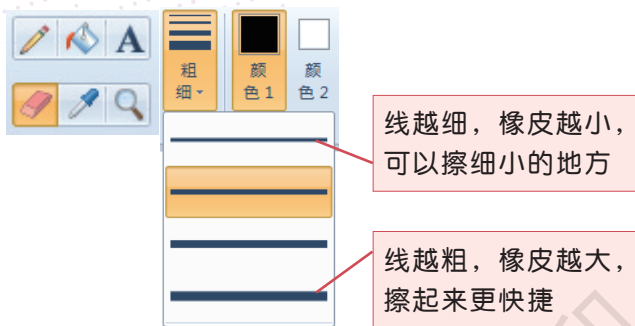 A
粗
细
颜
色 1
颜
色 2
线越细，橡皮越小，
可以擦细小的地方
线越粗，橡皮越大，
擦起来更快捷